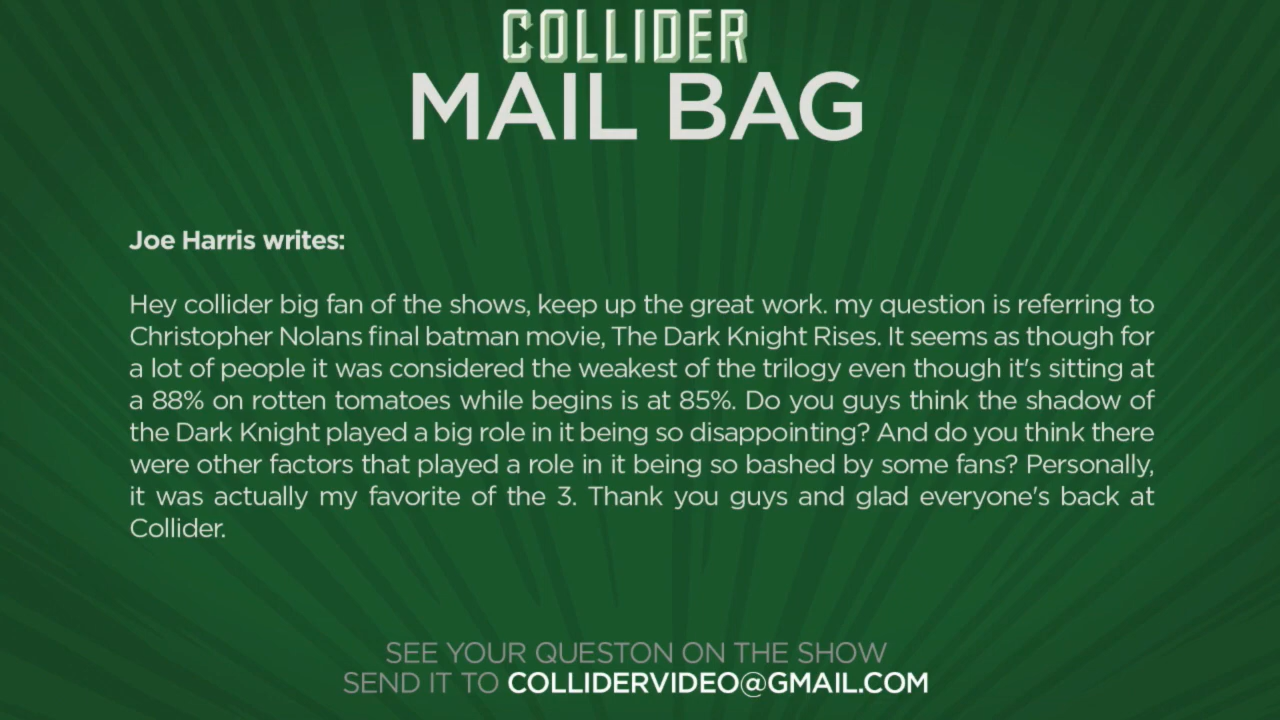 COLLIDER
MAIL BAG
Joe Harris writes:
Hey collider big fan of the shows, keep up the great work. my question is referring to
Christopher Nolans final batman movie, The Dark Knight Rises. It seems as though for
a lot of people it was considered the weakest of the trilogy even though it's sitting at
a 88% on rotten tomatoes while begins is at 85%. Do you guys think the shadow of
the Dark Knight played a big role in it being so disappointing? And do you think there
were other factors that played a role in it being so bashed by some fans? Personally,
it was actually my favorite of the 3. Thank you guys and glad everyone's back at
Collider.
SEE YOUR QUESTON ON THE SHOW
SEND IT TO COLLIDERVIDEO@GMAIL.COM